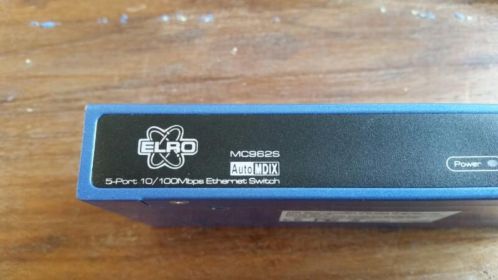 ELRO
MC962S
Auto MDIX
5-Port 10/100Mbps Ethernet Switch
Power